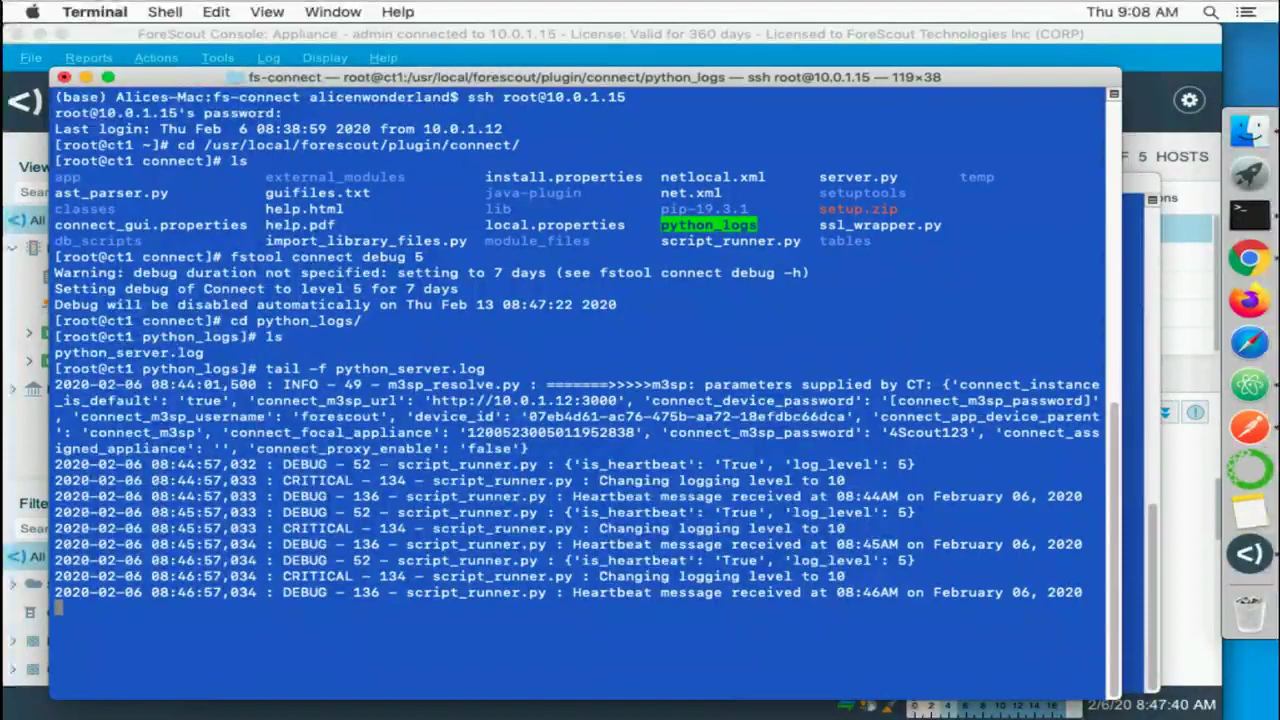 Terminal Shell Edit View Window Help Thu 9:08 AM
ForeScout Console: Appliance - admin connected to 10.0.1.15 - License: Valid for 360 days - Licensed to ForeScout Technologies Inc (CORP)
File Reports Actions Tools Log Display Help
fs-connect — root@ct1:/usr/local/forescout/plugin/connect/python_logs — ssh root@10.0.1.15 — 119×38
(base) Alices-Mac:fs-connect alicenwonderland$ ssh root@10.0.1.15
root@10.0.1.15's password:
Last login: Thu Feb  6 08:38:59 2020 from 10.0.1.12
[root@ct1 ~]# cd /usr/local/forescout/plugin/connect/
[root@ct1 connect]# ls
app external_modules install.properties netlocal.xml server.py temp
ast_parser.py guifiles.txt java-plugin net.xml setuptools
classes help.html lib pip-19.3.1 setup.zip
connect_gui.properties help.pdf local.properties python_logs ssl_wrapper.py
db_scripts import_library_files.py module_files script_runner.py tables
[root@ct1 connect]# fstool connect debug 5
Warning: debug duration not specified: setting to 7 days (see fstool connect debug -h)
Setting debug of Connect to level 5 for 7 days
Debug will be disabled automatically on Thu Feb 13 08:47:22 2020
[root@ct1 connect]# cd python_logs/
[root@ct1 python_logs]# ls
python_server.log
[root@ct1 python_logs]# tail -f python_server.log
2020-02-06 08:44:01,500 : INFO - 49 - m3sp_resolve.py : =======>>>>>m3sp: parameters supplied by CT: {'connect_instance
_is_default': 'true', 'connect_m3sp_url': 'http://10.0.1.12:3000', 'connect_device_password': '[connect_m3sp_password]'
, 'connect_m3sp_username': 'forescout', 'device_id': '07eb4d61-ac76-475b-aa72-18efdbc66dca', 'connect_app_device_parent
': 'connect_m3sp', 'connect_focal_appliance': '1200523005011952838', 'connect_m3sp_password': '4Scout123', 'connect_ass
igned_appliance': '', 'connect_proxy_enable': 'false'}
2020-02-06 08:44:57,032 : DEBUG - 52 - script_runner.py : {'is_heartbeat': 'True', 'log_level': 5}
2020-02-06 08:44:57,033 : CRITICAL - 134 - script_runner.py : Changing logging level to 10
2020-02-06 08:44:57,033 : DEBUG - 136 - script_runner.py : Heartbeat message received at 08:44AM on February 06, 2020
2020-02-06 08:45:57,033 : DEBUG - 52 - script_runner.py : {'is_heartbeat': 'True', 'log_level': 5}
2020-02-06 08:45:57,033 : CRITICAL - 134 - script_runner.py : Changing logging level to 10
2020-02-06 08:45:57,034 : DEBUG - 136 - script_runner.py : Heartbeat message received at 08:45AM on February 06, 2020
2020-02-06 08:46:57,034 : DEBUG - 52 - script_runner.py : {'is_heartbeat': 'True', 'log_level': 5}
2020-02-06 08:46:57,034 : CRITICAL - 134 - script_runner.py : Changing logging level to 10
2020-02-06 08:46:57,034 : DEBUG - 136 - script_runner.py : Heartbeat message received at 08:46AM on February 06, 2020
View
Sear
All
Filte
Sear
All
F 5 HOSTS
ons
0 2 4 6 8 10 12 14 16
2/6/20 8:47:40 AM